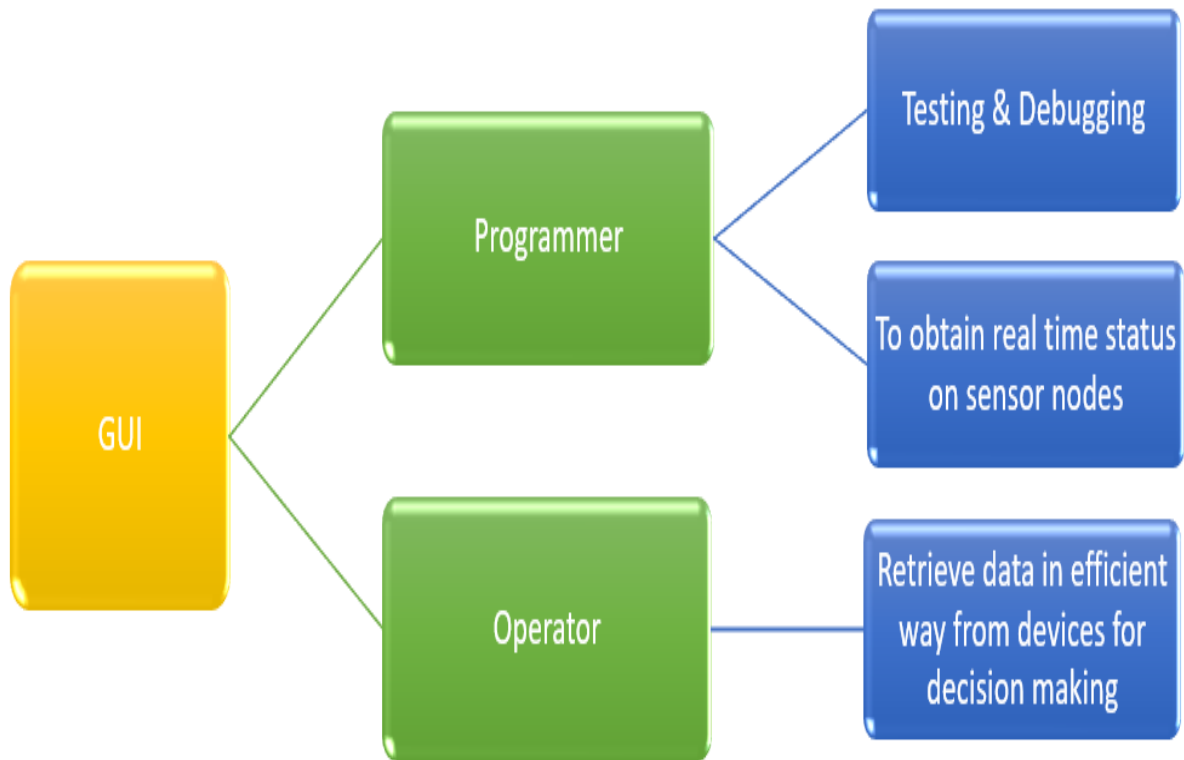 GUI
Programmer
Testing & Debugging
To obtain real time status
on sensor nodes
Operator
Retrieve data in efficient
way from devices for
decision making